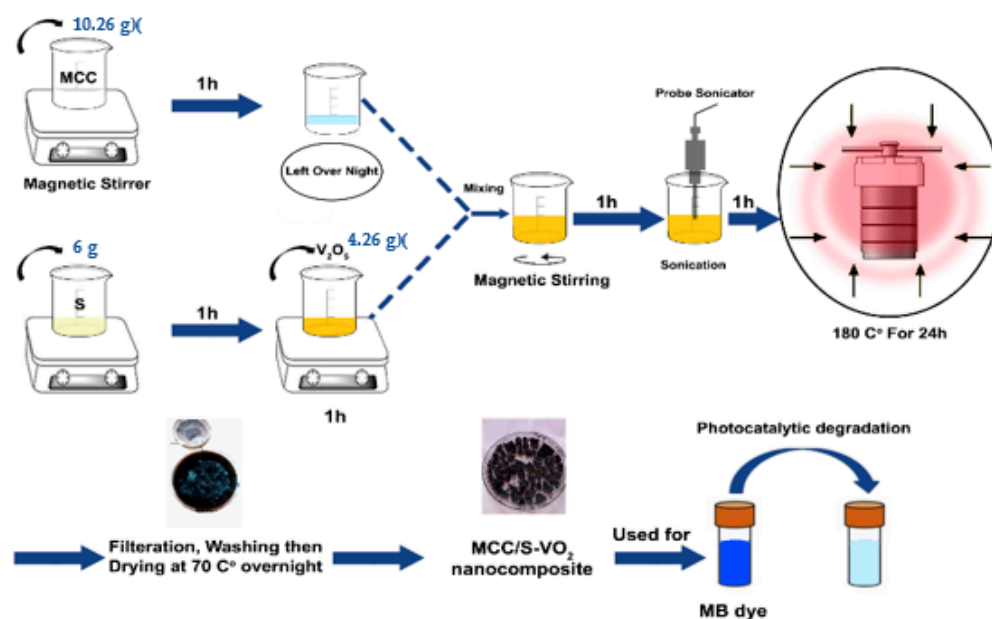 10.26 g)(
MCC
1h
Magnetic Stirrer
Left Over Night
Mixing
6 g
S
1h
V₂O₅
4.26 g)(
1h
1h
Magnetic Stirring
Probe Sonicator
Sonication
1h
180 Cº For 24h
Filteration, Washing then
Drying at 70 Cº overnight
MCC/S-VO₂
nanocomposite
Used for
Photocatalytic degradation
MB dye